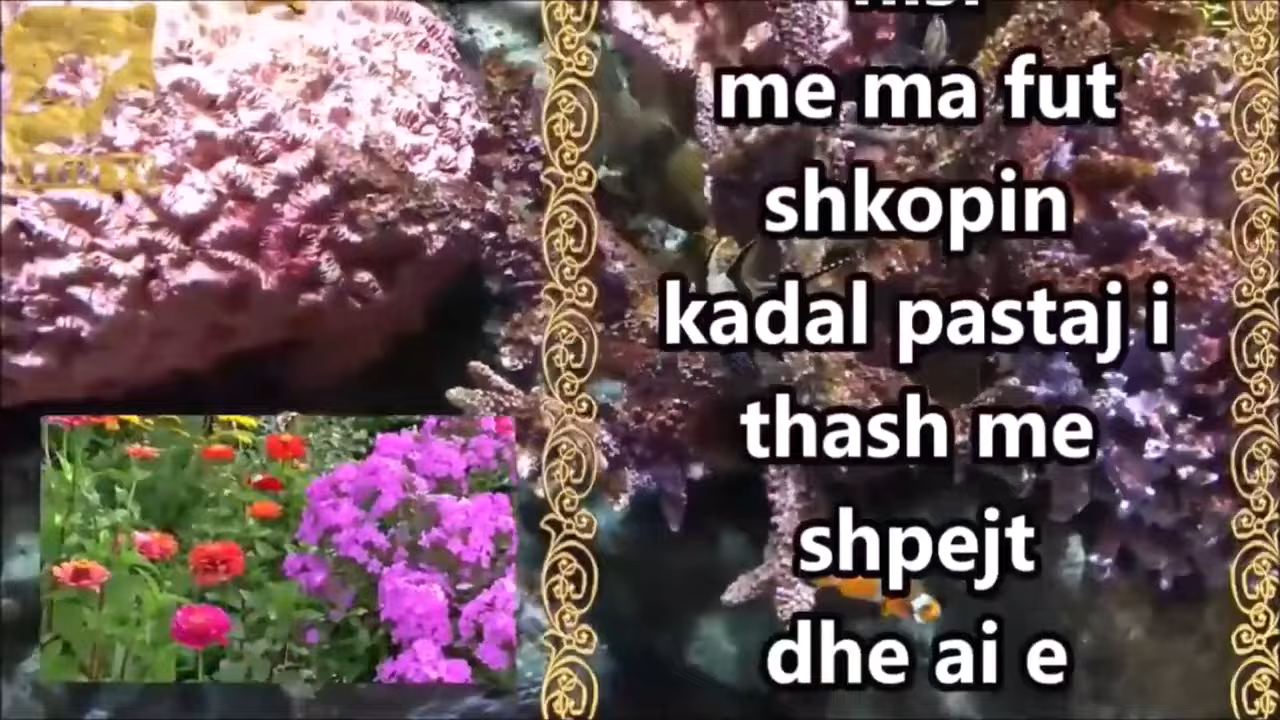 me ma fut
shkopin
kadal pastaj i
thash me
shpejt
dhe ai e